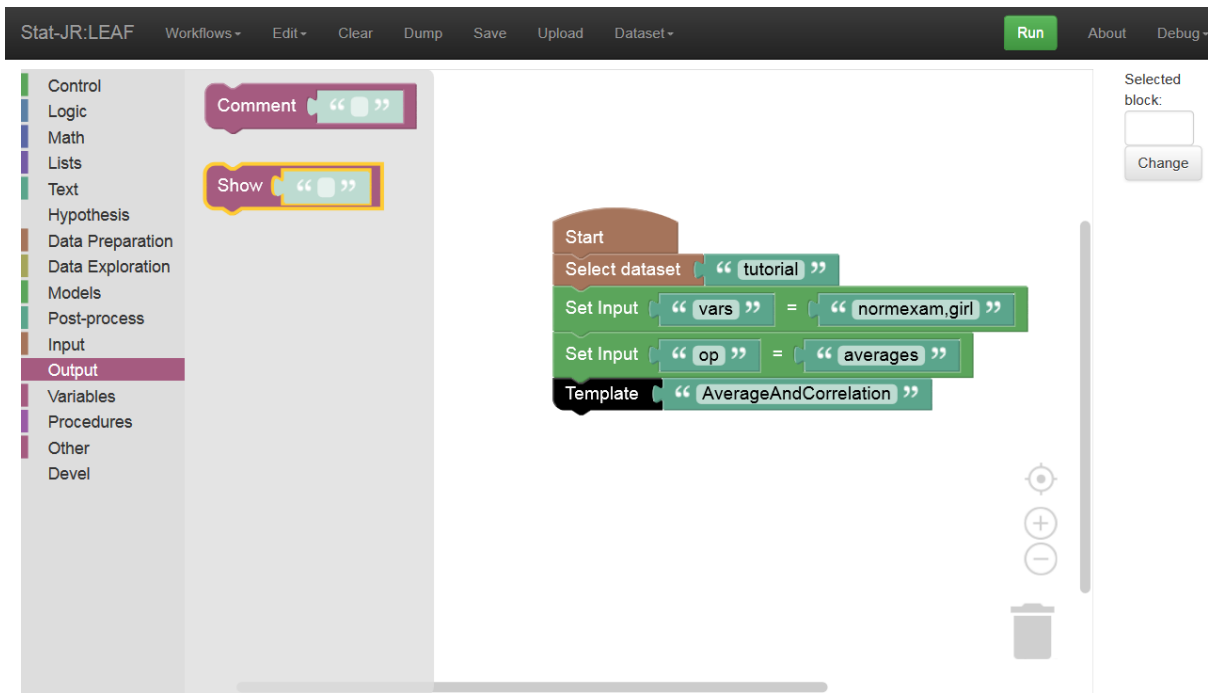 Stat-JR:LEAF Workflows Edit Clear Dump Save Upload Dataset Run About Debug
Control
Logic
Math
Lists
Text
Hypothesis
Data Preparation
Data Exploration
Models
Post-process
Input
Output
Variables
Procedures
Other
Devel
Comment “ ”
Show “ ”
Start
Select dataset “ tutorial ”
Set Input “ vars ” = “ normexam,girl ”
Set Input “ op ” = “ averages ”
Template “ AverageAndCorrelation ”
Selected
block:
Change